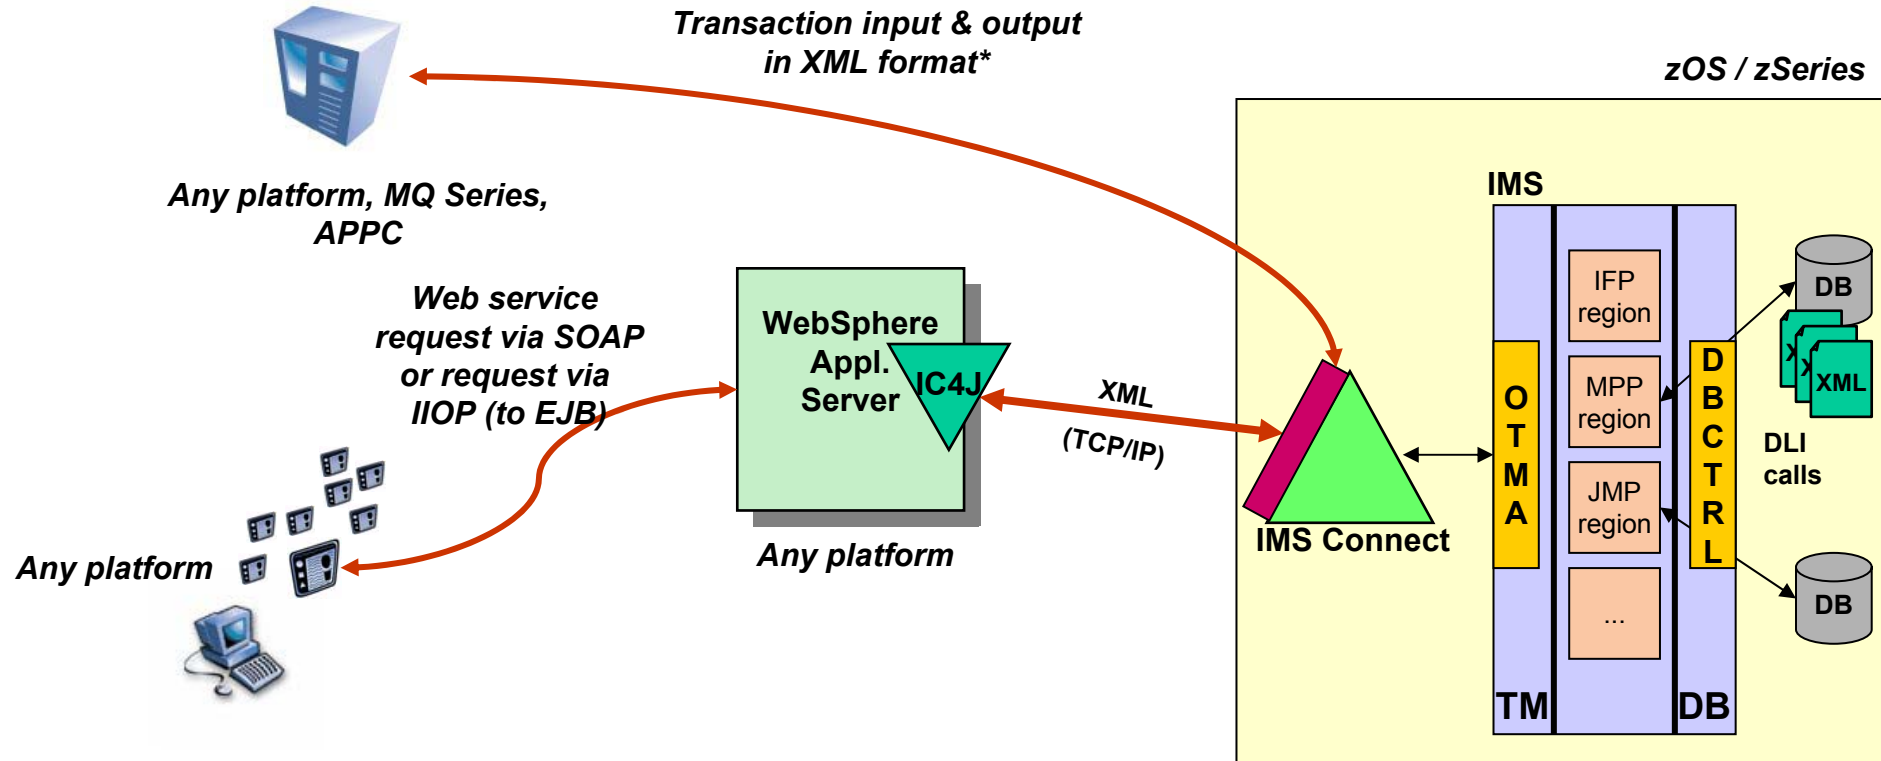 Transaction input & output
in XML format*
zOS / zSeries
Any platform, MQ Series,
APPC
IMS
Web service
request via SOAP
or request via
IIOP (to EJB)
WebSphere
Appl.
Server
IC4J
Any platform
XML
(TCP/IP)
IMS Connect
O
T
M
A
IFP
region
MPP
region
JMP
region
...
D
B
C
T
R
L
DB
X
X
XML
DLI
calls
DB
TM
DB
Any platform